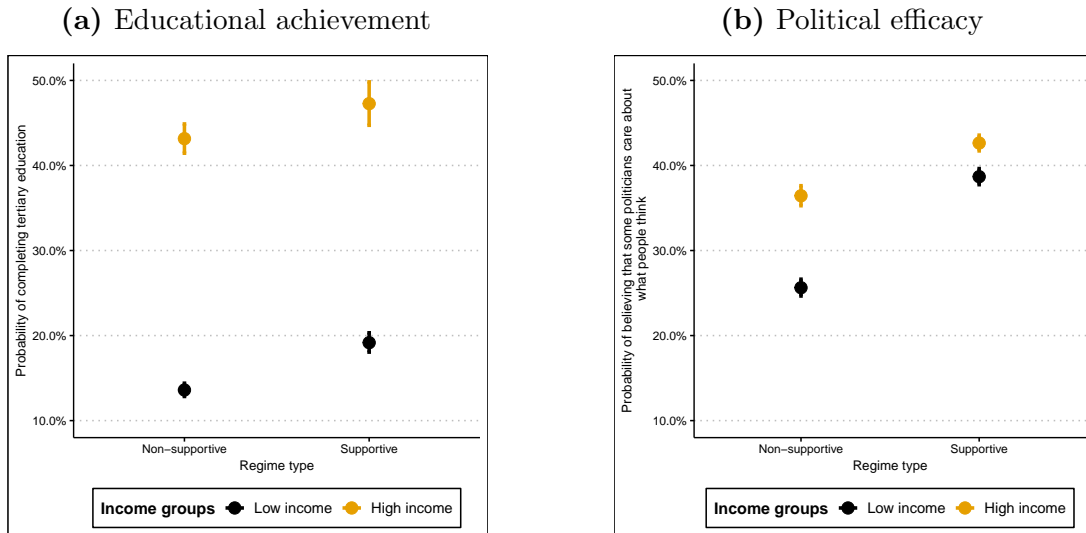 (a) Educational achievement
Probability of completing tertiary education
50.0%
40.0%
30.0%
20.0%
10.0%
Non−supportive Supportive
Regime type
Income groups Low income High income
(b) Political efficacy
Probability of believing that some politicians care about
what people think
50.0%
40.0%
30.0%
20.0%
10.0%
Non−supportive Supportive
Regime type
Income groups Low income High income